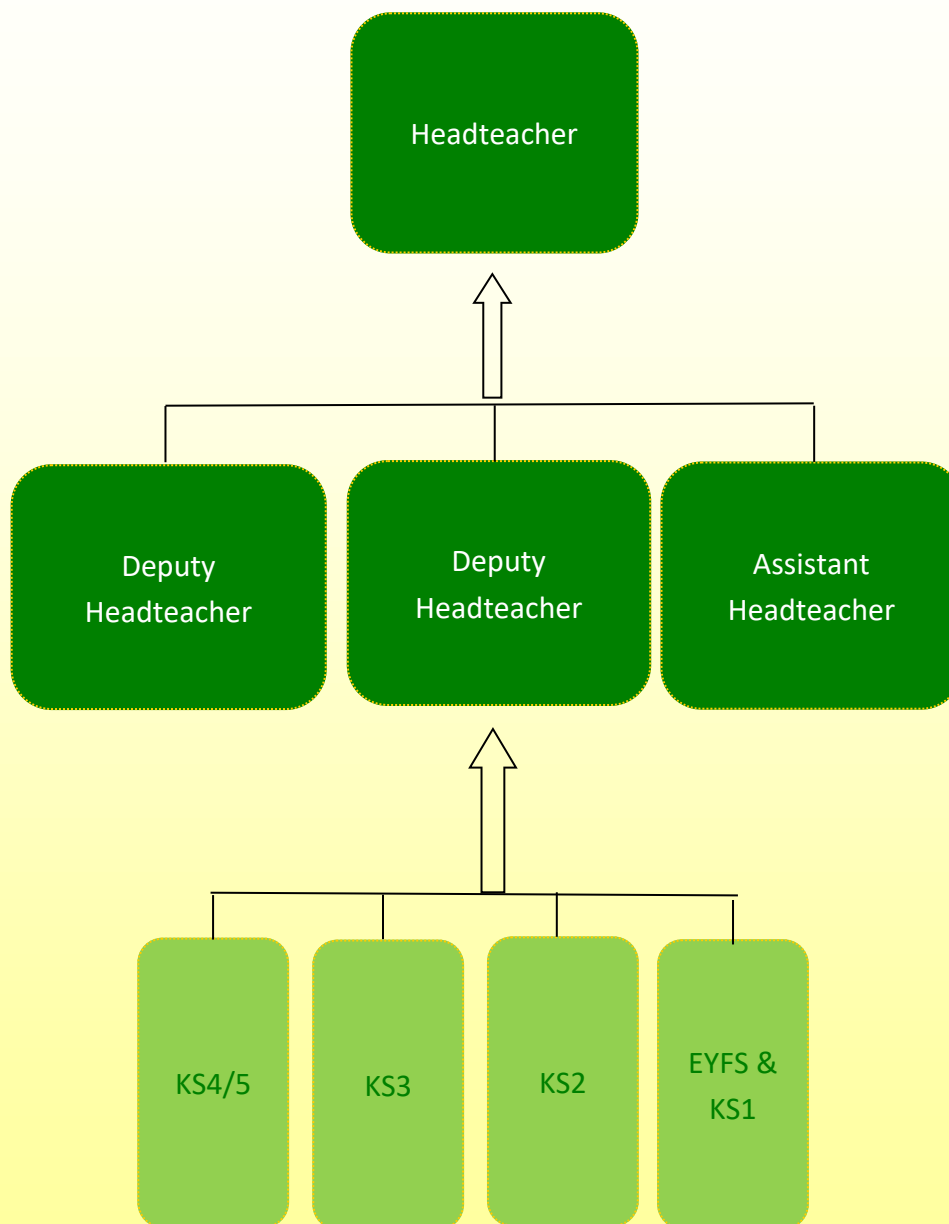 Headteacher
Deputy
Headteacher
Deputy
Headteacher
Assistant
Headteacher
KS4/5
KS3
KS2
EYFS &
KS1